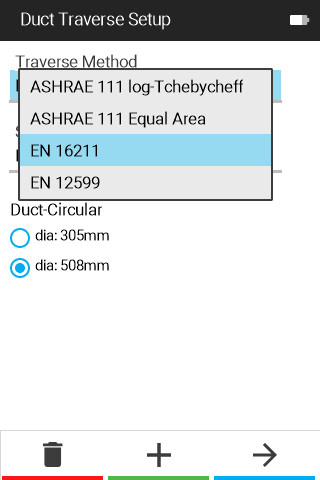 Duct Traverse Setup
Traverse Method
ASHRAE 111 log-Tchebycheff
ASHRAE 111 Equal Area
EN 16211
EN 12599
Duct-Circular
dia: 305mm
dia: 508mm